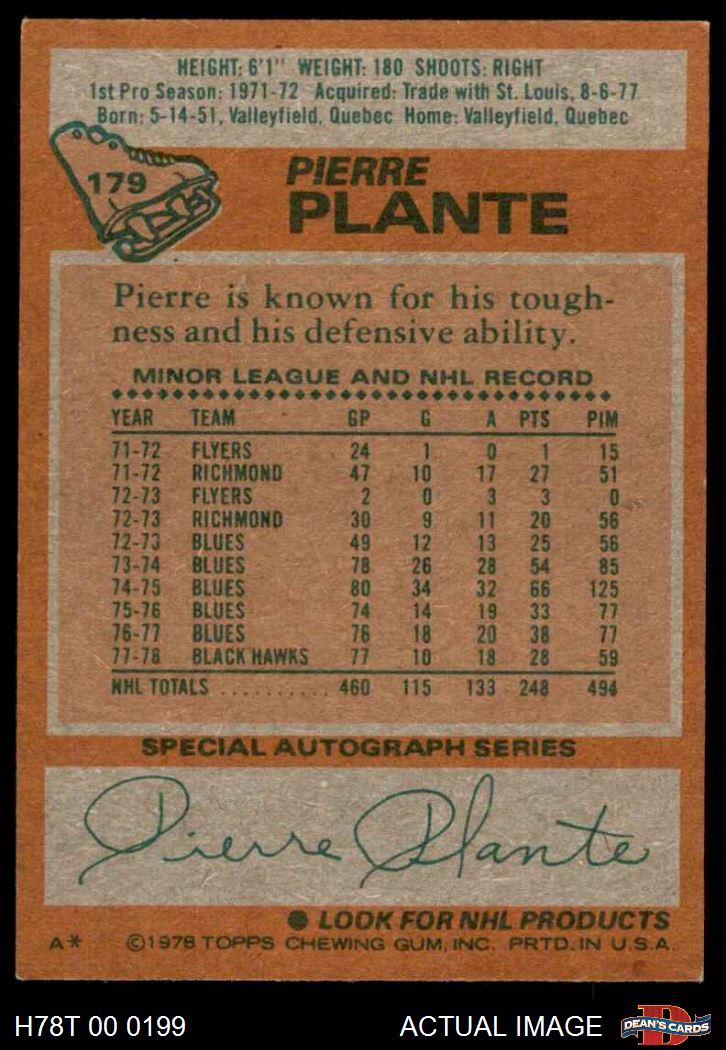 HEIGHT: 6'1" WEIGHT: 180 SHOOTS: RIGHT
1st Pro Season: 1971-72 Acquired: Trade with St. Louis, 8-6-77
Born: 5-14-51, Valleyfield, Quebec Home: Valleyfield, Quebec
179
PIERRE
PLANTE
Pierre is known for his tough-
ness and his defensive ability.
MINOR LEAGUE AND NHL RECORD
YEAR TEAM GP G A PTS PIM
71-72 FLYERS 24 1 0 1 15
71-72 RICHMOND 47 10 17 27 51
72-73 FLYERS 2 0 3 3 0
72-73 RICHMOND 30 9 11 20 56
72-73 BLUES 49 12 13 25 56
73-74 BLUES 78 26 28 54 85
74-75 BLUES 80 34 32 66 125
75-76 BLUES 74 14 19 33 77
76-77 BLUES 76 18 20 38 77
77-78 BLACK HAWKS 77 10 18 28 59
NHL TOTALS .......... 460 115 133 248 494
SPECIAL AUTOGRAPH SERIES
Pierre Plante
● LOOK FOR NHL PRODUCTS
A* ©1978 TOPPS CHEWING GUM, INC. PRTD. IN U.S.A.
H78T 00 0199 ACTUAL IMAGE D DEAN'S CARDS